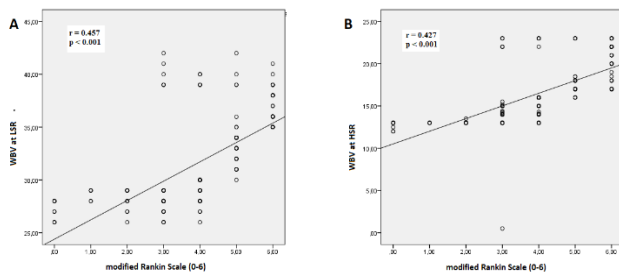 A
r = 0.457
p < 0.001
45,00
40,00
35,00
30,00
25,00
WBV at LSR
,00
1,00
2,00
3,00
4,00
5,00
6,00
modified Rankin Scale (0-6)
B
r = 0.427
p < 0.001
25,00
20,00
15,00
10,00
5,00
,00
WBV at HSR
,00
1,00
2,00
3,00
4,00
5,00
6,00
modified Rankin Scale (0-6)